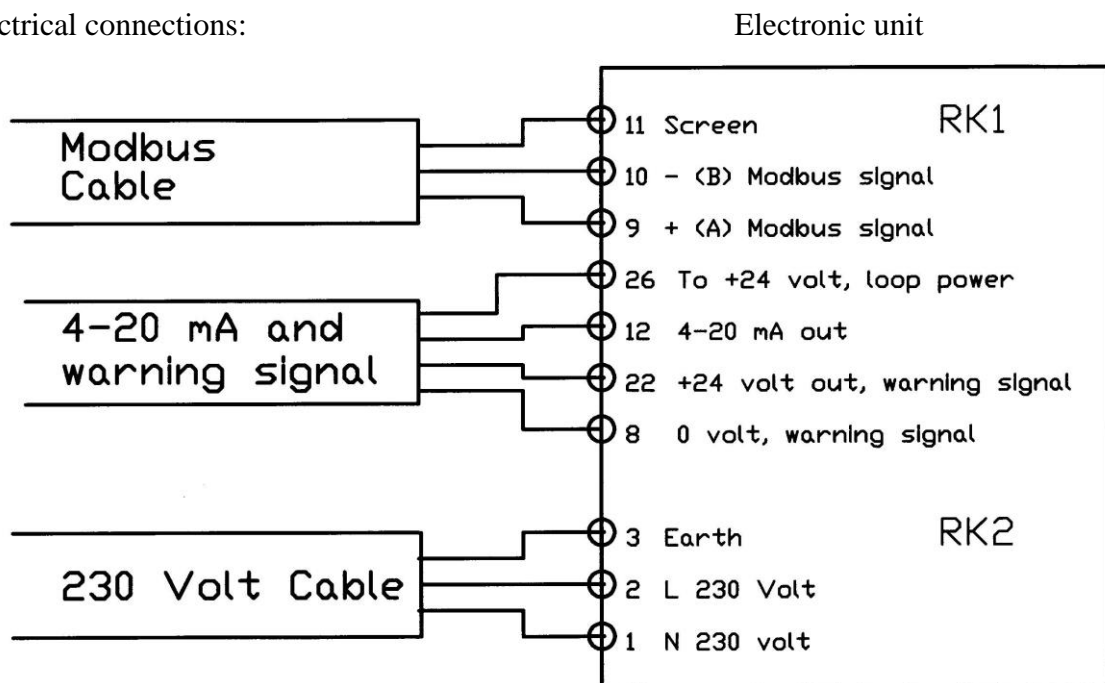 ctrical connections:
Electronic unit
RK1
Modbus
Cable
11 Screen
10 - (B) Modbus signal
9 + (A) Modbus signal
4-20 mA and
warning signal
26 To +24 volt, loop power
12 4-20 mA out
22 +24 volt out, warning signal
8 0 volt, warning signal
RK2
230 Volt Cable
3 Earth
2 L 230 Volt
1 N 230 volt